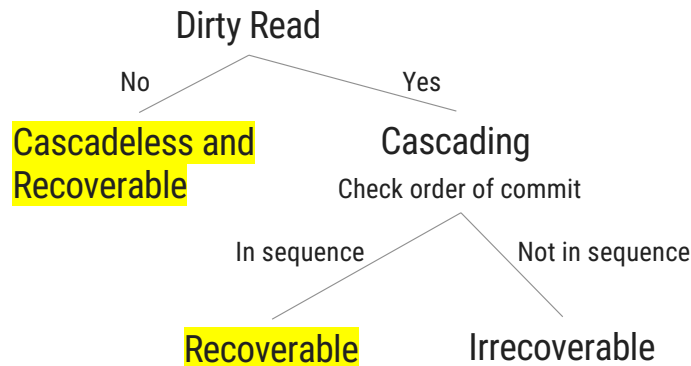 Dirty Read
No
Yes
Cascadeless and
Recoverable
Cascading
Check order of commit
In sequence
Not in sequence
Recoverable
Irrecoverable